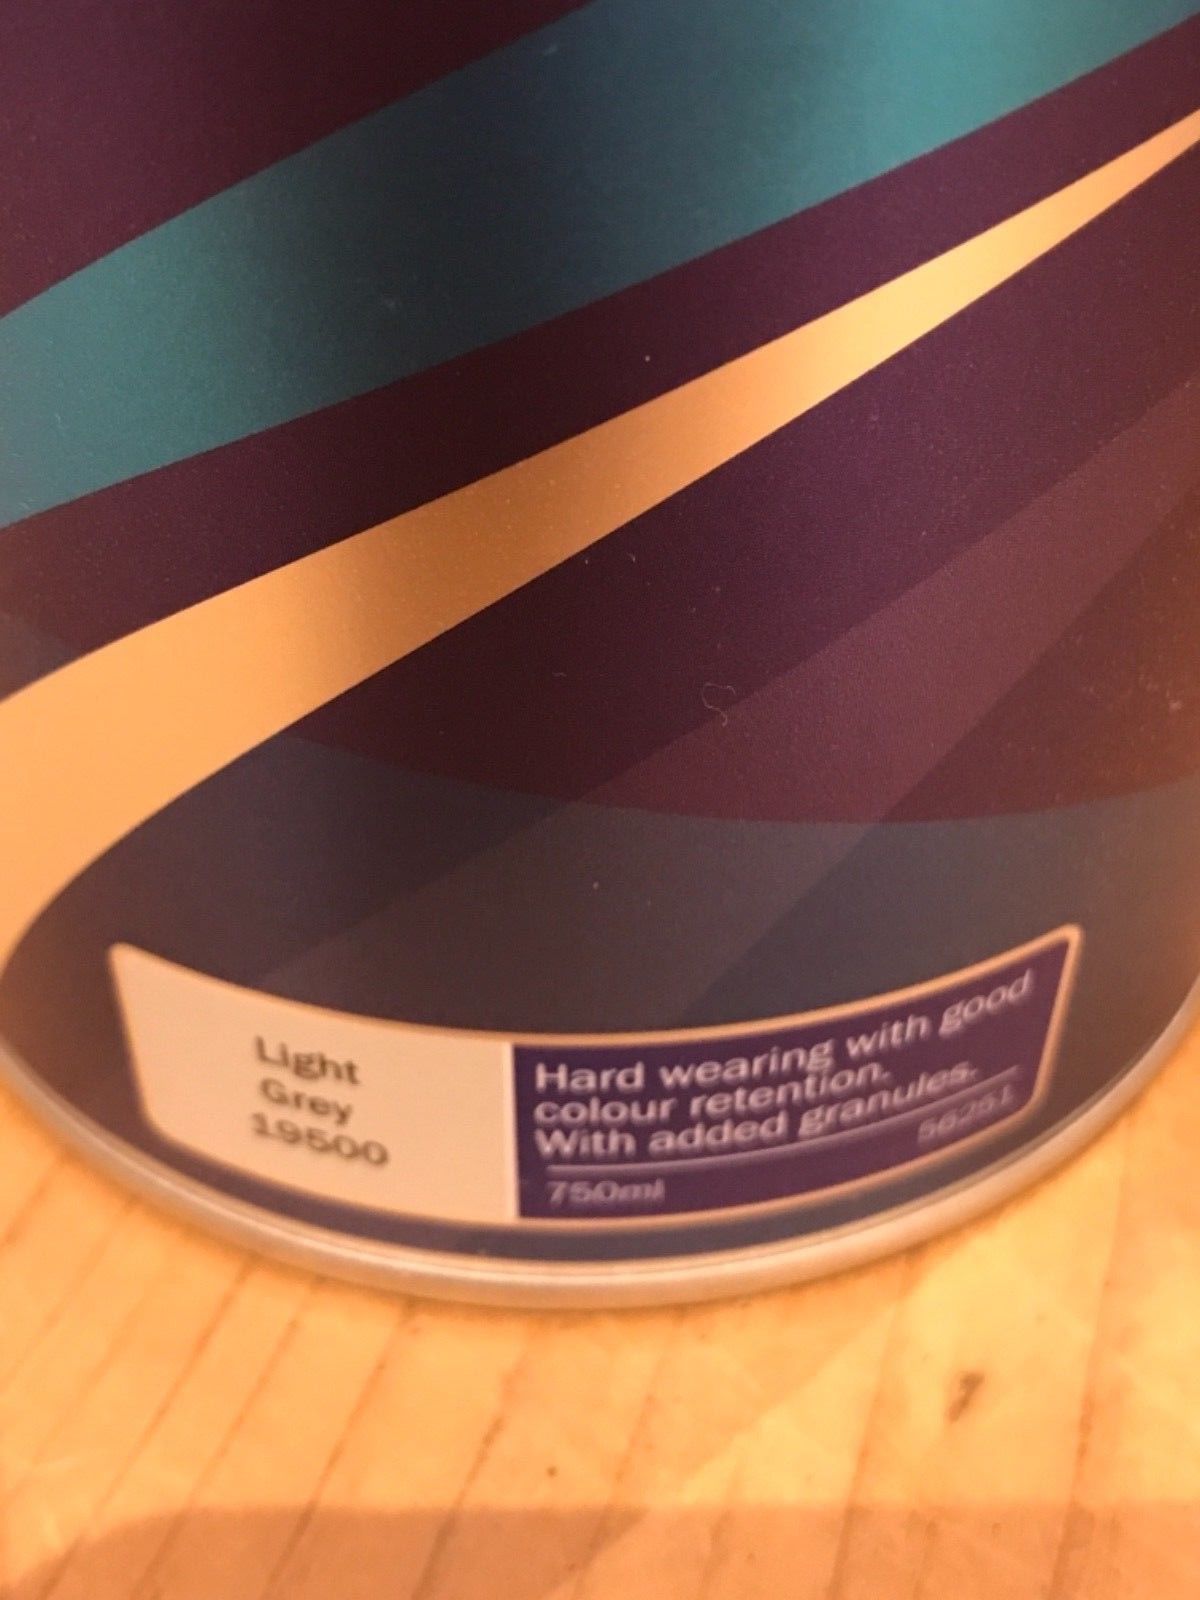 Light
Grey
19500
Hard wearing with good
colour retention.
With added granules.
56251
750ml